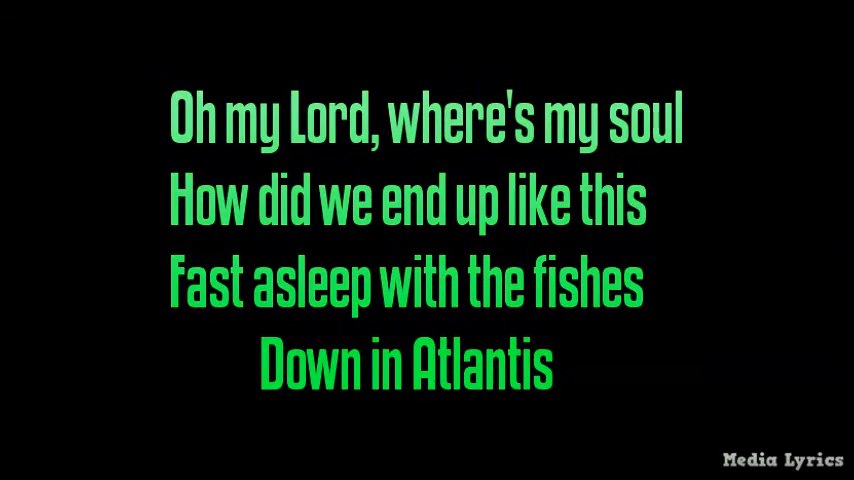 Oh my Lord, where's my soul
How did we end up like this
Fast asleep with the fishes
Down in Atlantis
Media Lyrics